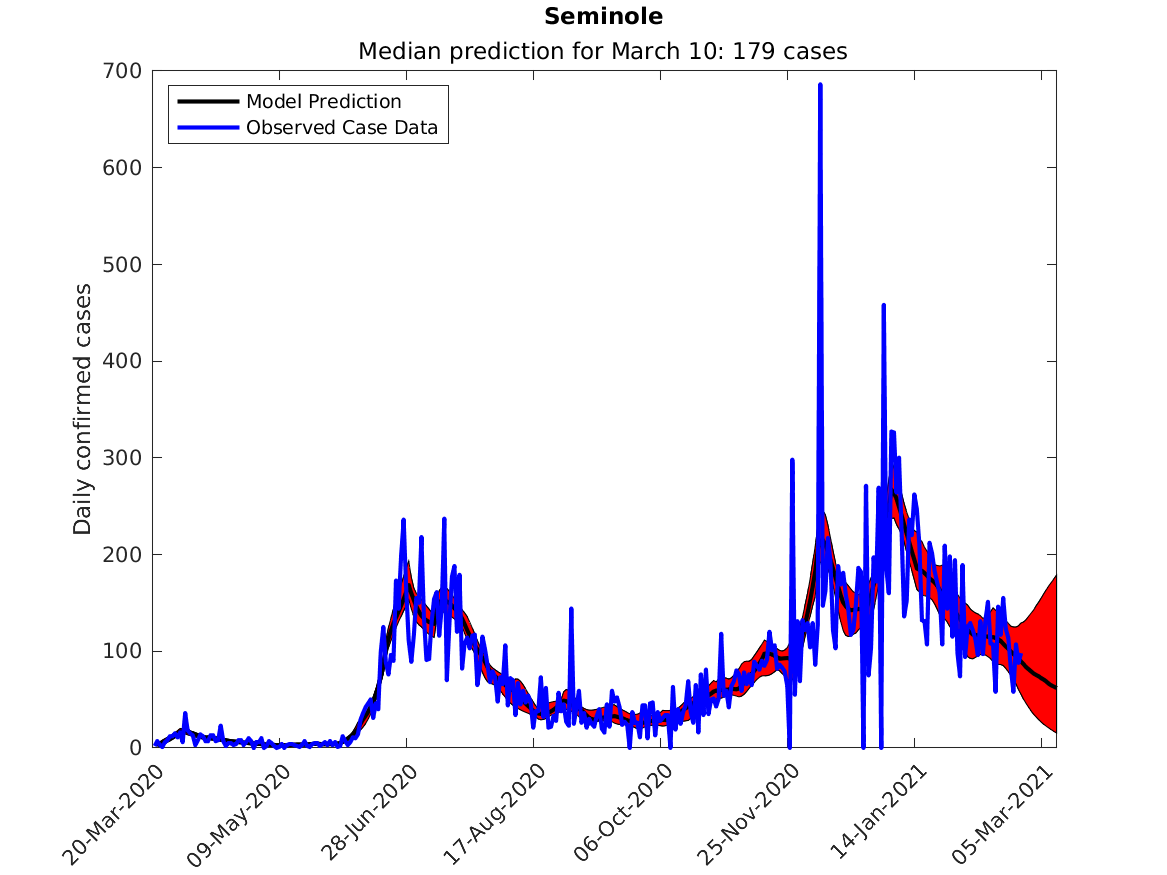 Seminole
Median prediction for March 10: 179 cases
Model Prediction
Observed Case Data
Daily confirmed cases
700
600
500
400
300
200
100
0
20-Mar-2020
09-May-2020
28-Jun-2020
17-Aug-2020
06-Oct-2020
25-Nov-2020
14-Jan-2021
05-Mar-2021